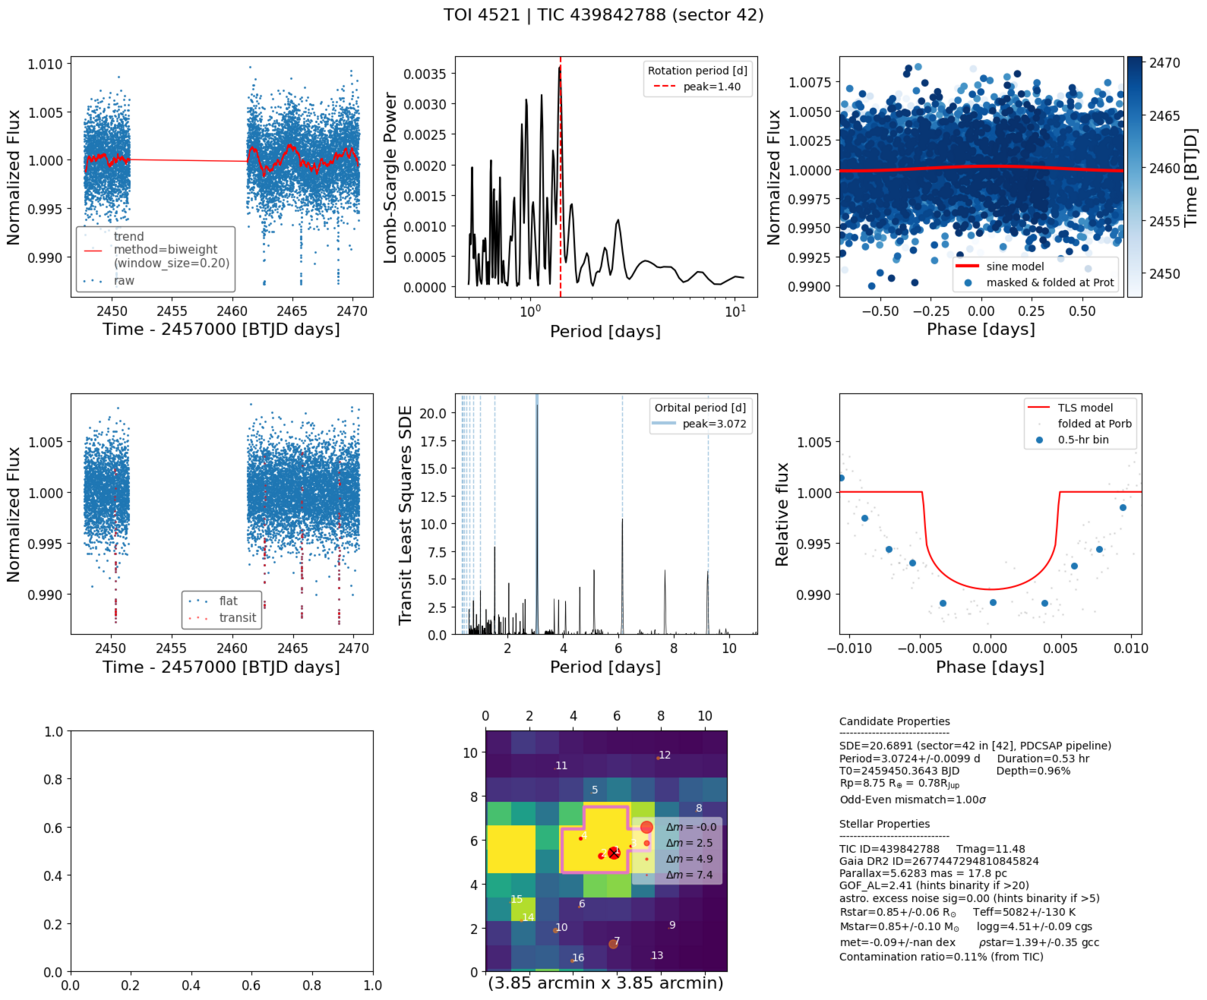 TOI 4521 | TIC 439842788 (sector 42)
1.010
1.005
1.000
0.995
0.990
Normalized Flux
trend
method=biweight
(window_size=0.20)
raw
2450
2455
2460
2465
2470
Time - 2457000 [BTJD days]
0.0035
0.0030
0.0025
0.0020
0.0015
0.0010
0.0005
0.0000
Lomb-Scargle Power
Rotation period [d]
peak=1.40
10⁰
10¹
Period [days]
1.0075
1.0050
1.0025
1.0000
0.9975
0.9950
0.9925
0.9900
Normalized Flux
sine model
masked & folded at Prot
−0.50
−0.25
0.00
0.25
0.50
Phase [days]
2470
2465
2460
2455
2450
Time [BTJD]
1.005
1.000
0.995
0.990
Normalized Flux
flat
transit
2450
2455
2460
2465
2470
Time - 2457000 [BTJD days]
20.0
17.5
15.0
12.5
10.0
7.5
5.0
2.5
0.0
Transit Least Squares SDE
Orbital period [d]
peak=3.072
2
4
6
8
10
Period [days]
1.005
1.000
0.995
0.990
Relative flux
TLS model
folded at Porb
0.5-hr bin
−0.010
−0.005
0.000
0.005
0.010
Phase [days]
1.0
0.8
0.6
0.4
0.2
0.0
0.0
0.2
0.4
0.6
0.8
1.0
0
2
4
6
8
10
10
8
6
4
2
0
11
12
5
8
Δm = -0.0
Δm = 2.5
Δm = 4.9
Δm = 7.4
15
14
6
10
7
9
16
13
(3.85 arcmin x 3.85 arcmin)
Candidate Properties
------------------------------
SDE=20.6891 (sector=42 in [42], PDCSAP pipeline)
Period=3.0724+/-0.0099 d Duration=0.53 hr
T0=2459450.3643 BJD Depth=0.96%
Rp=8.75 R⊕ = 0.78RJup
Odd-Even mismatch=1.00σ
Stellar Properties
------------------------------
TIC ID=439842788 Tmag=11.48
Gaia DR2 ID=2677447294810845824
Parallax=5.6283 mas = 17.8 pc
GOF_AL=2.41 (hints binarity if >20)
astro. excess noise sig=0.00 (hints binarity if >5)
Rstar=0.85+/-0.06 R⊙ Teff=5082+/-130 K
Mstar=0.85+/-0.10 M⊙ logg=4.51+/-0.09 cgs
met=-0.09+/-nan dex ρstar=1.39+/-0.35 gcc
Contamination ratio=0.11% (from TIC)